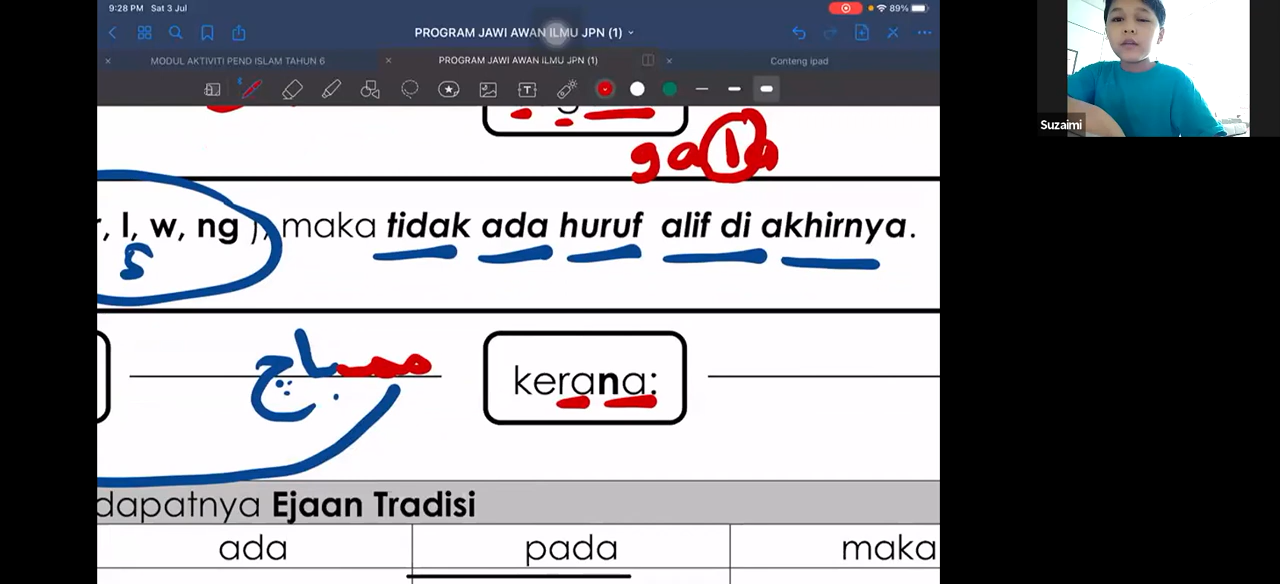 9:28 PM Sat 3 Jul
89%
PROGRAM JAWI AWAN ILMU JPN (1)
MODUL AKTIVITI PEND ISLAM TAHUN 6
PROGRAM JAWI AWAN ILMU JPN (1)
Conteng ipad
Suzaimi
, l, w, ng ), maka tidak ada huruf alif di akhirnya.
kerana:
dapatnya Ejaan Tradisi
ada pada maka